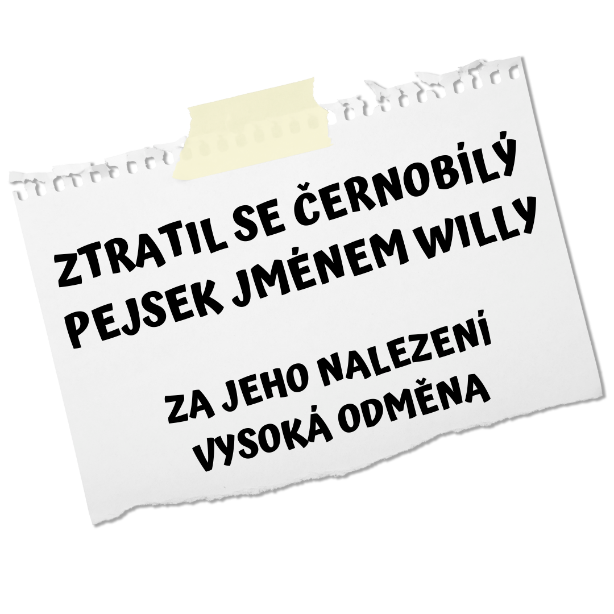 ZTRATIL SE ČERNOBÍLÝ
PEJSEK JMÉNEM WILLY
ZA JEHO NALEZENÍ
VYSOKÁ ODMĚNA